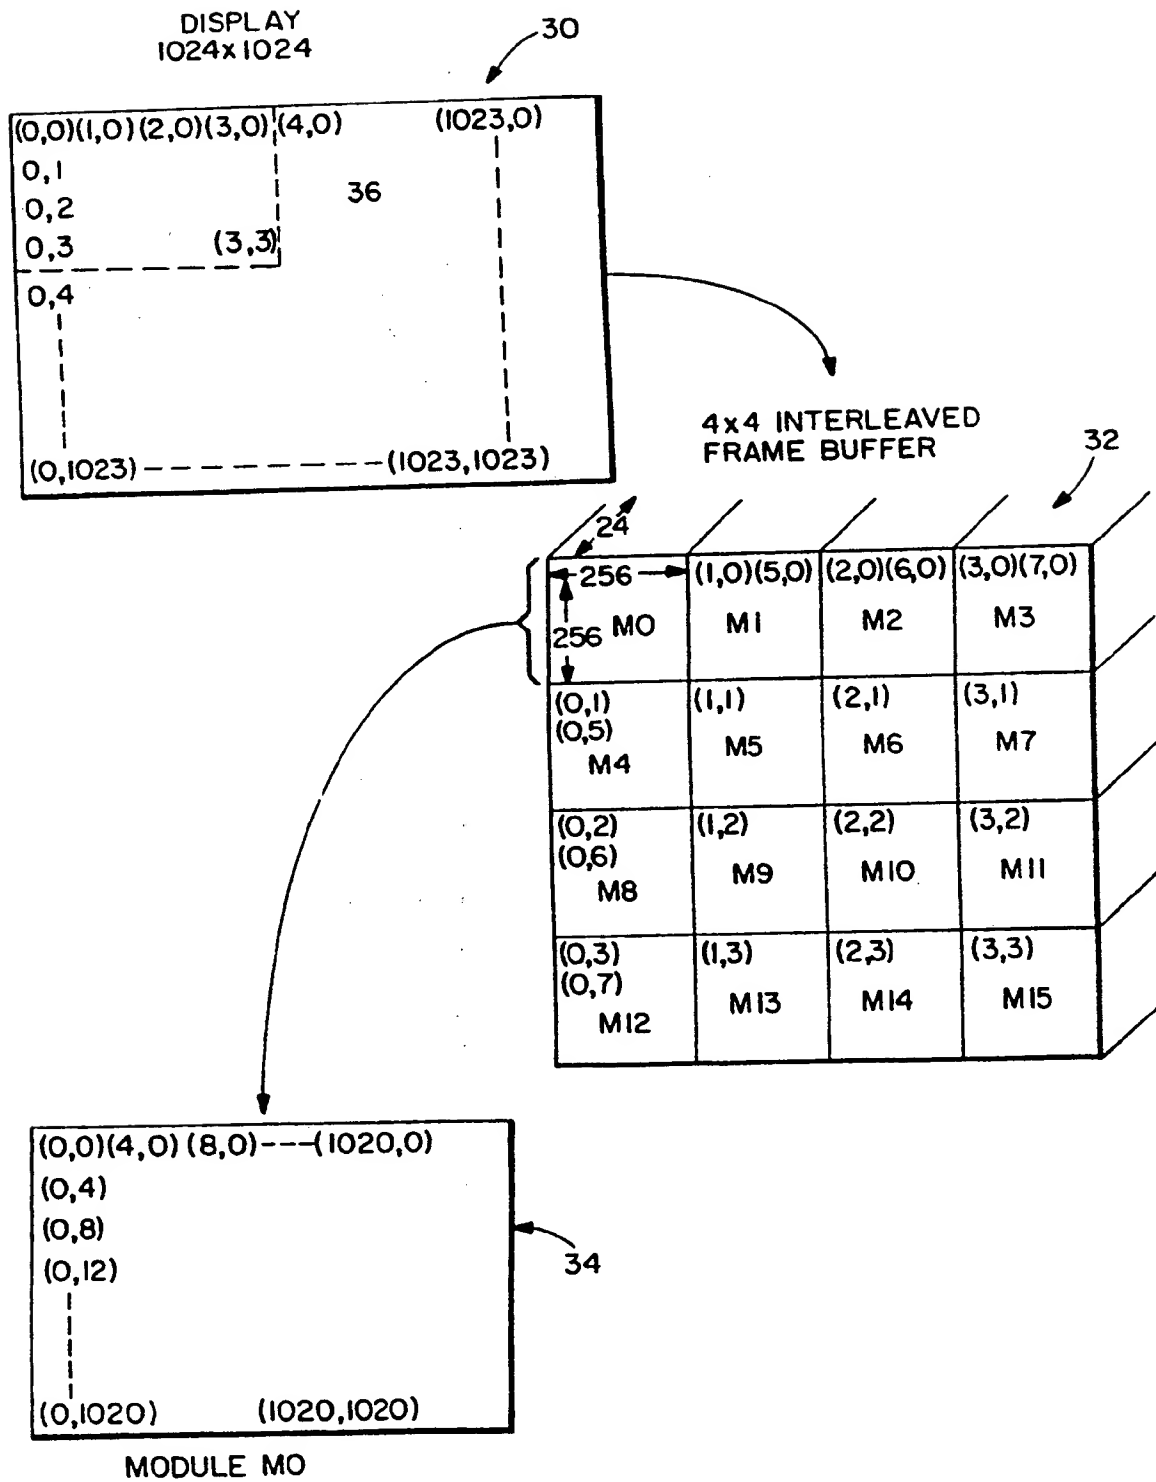 DISPLAY
1024x1024
30
(0,0)(1,0)(2,0)(3,0)(4,0) (1023,0)
0,1
36
0,2
0,3 (3,3)
0,4
(0,1023) (1023,1023)
4x4 INTERLEAVED
FRAME BUFFER
32
24
256 (1,0)(5,0) (2,0)(6,0) (3,0)(7,0)
256 M0 M1 M2 M3
(0,1) (1,1) (2,1) (3,1)
(0,5)
M4 M5 M6 M7
(0,2) (1,2) (2,2) (3,2)
(0,6)
M8 M9 M10 M11
(0,3) (1,3) (2,3) (3,3)
(0,7)
M12 M13 M14 M15
(0,0)(4,0)(8,0)---(1020,0)
(0,4)
(0,8)
34
(0,12)
(0,1020) (1020,1020)
MODULE M0